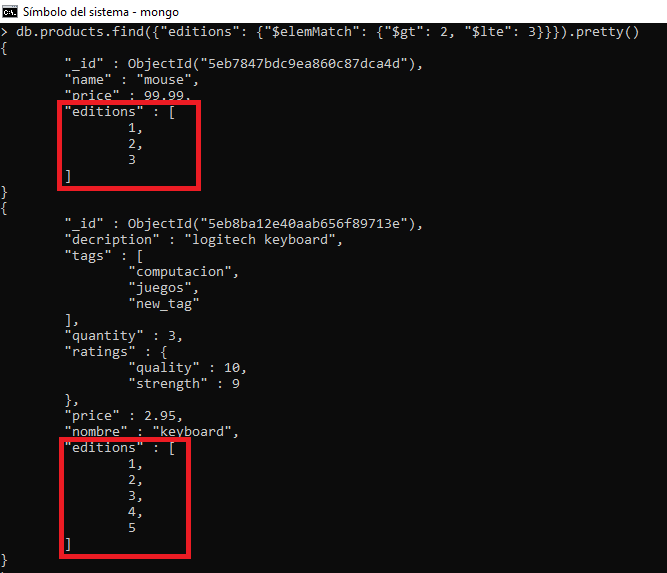 Símbolo del sistema - mongo
> db.products.find({"editions": {"$elemMatch": {"$gt": 2, "$lte": 3}}}).pretty()
{
        "_id" : ObjectId("5eb7847bdc9ea860c87dca4d"),
        "name" : "mouse",
        "price" : 99.99,
        "editions" : [
                1,
                2,
                3
        ]
}
{
        "_id" : ObjectId("5eb8ba12e40aab656f89713e"),
        "decription" : "logitech keyboard",
        "tags" : [
                "computacion",
                "juegos",
                "new_tag"
        ],
        "quantity" : 3,
        "ratings" : {
                "quality" : 10,
                "strength" : 9
        },
        "price" : 2.95,
        "nombre" : "keyboard",
        "editions" : [
                1,
                2,
                3,
                4,
                5
        ]
}